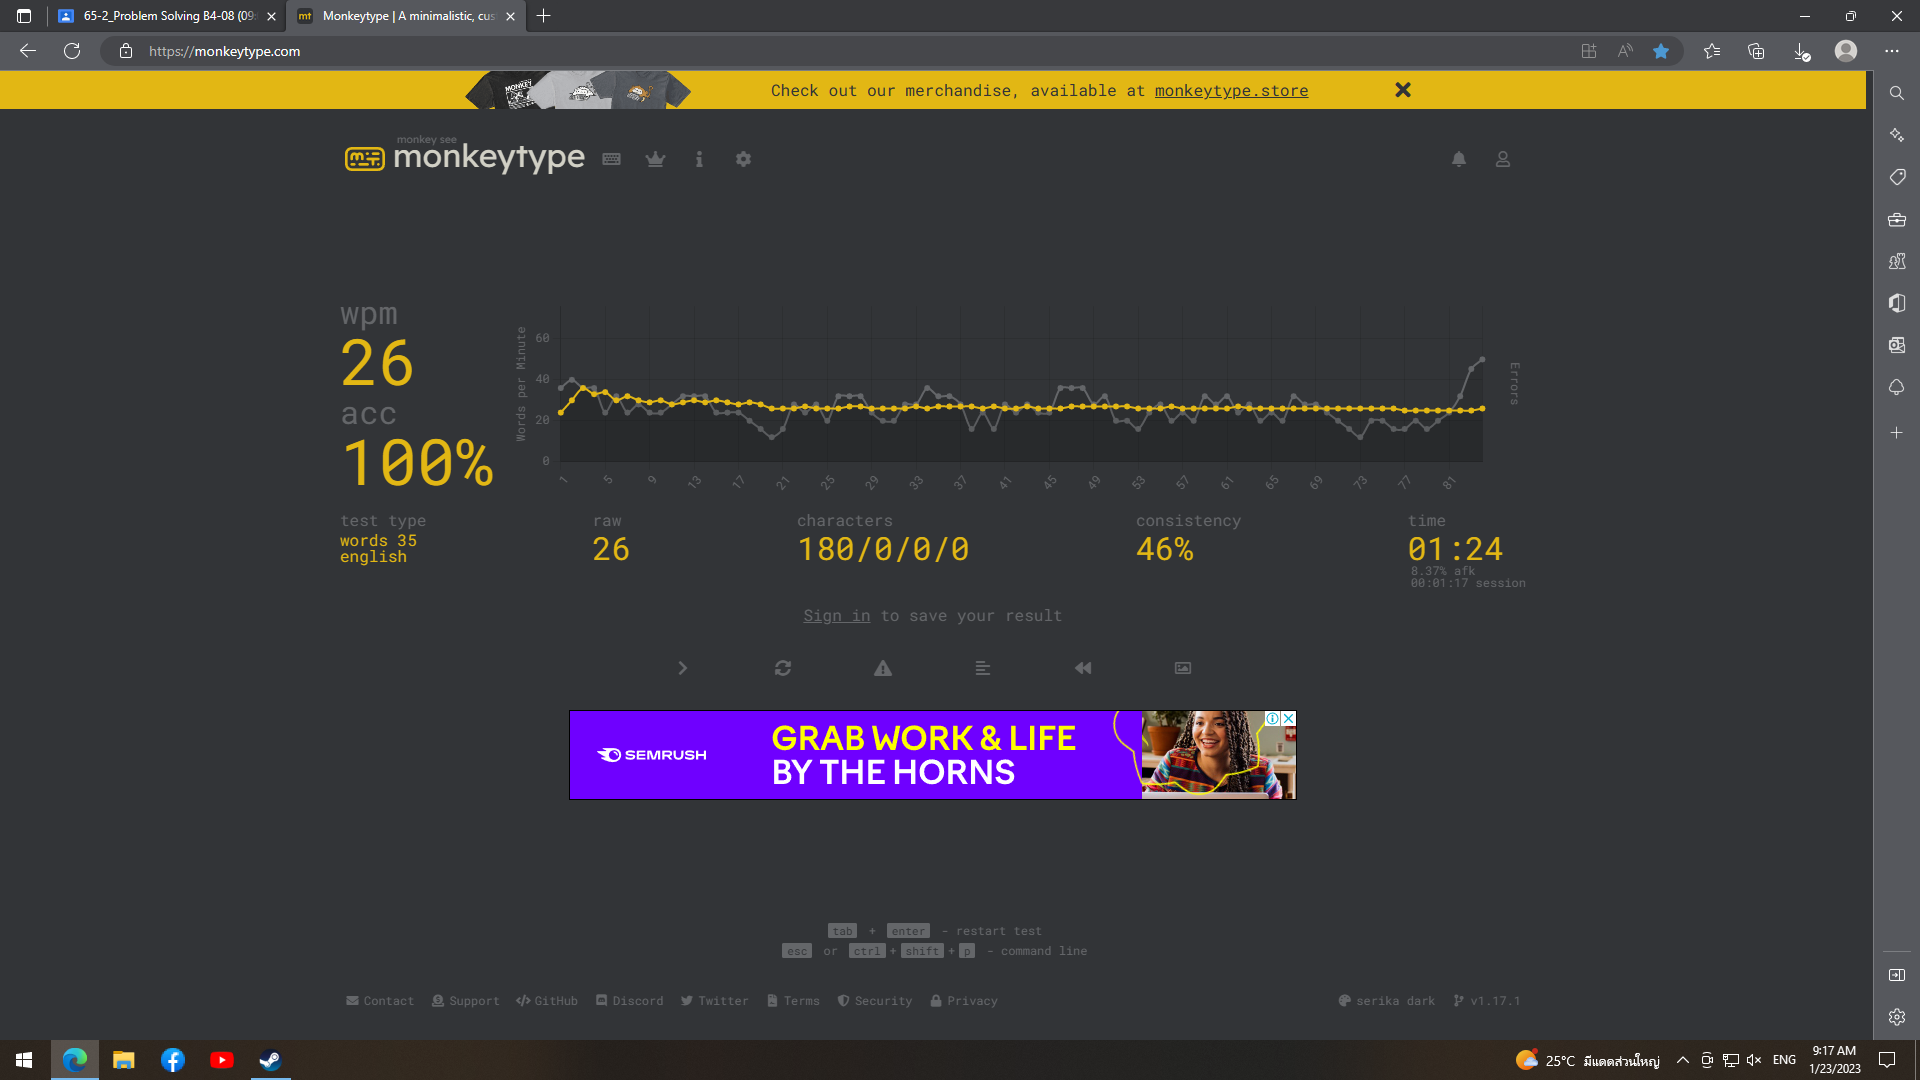 65-2_Problem Solving B4-08 (09:
Monkeytype | A minimalistic, cus
https://monkeytype.com
MONKEY
Check out our merchandise, available at monkeytype.store
monkey see
monkeytype
wpm
26
acc
100%
Words per Minute
60
40
20
0
1 5 9 13 17 21 25 29 33 37 41 45 49 53 57 61 65 69 73 77 81
Errors
test type
words 35
english
raw
26
characters
180/0/0/0
consistency
46%
time
01:24
8.37% afk
00:01:17 session
Sign in to save your result
SEMRUSH
GRAB WORK & LIFE
BY THE HORNS
tab + enter - restart test
esc or ctrl + shift + p - command line
Contact Support GitHub Discord Twitter Terms Security Privacy
serika dark v1.17.1
25°C มีแดดส่วนใหญ่
ENG
9:17 AM
1/23/2023